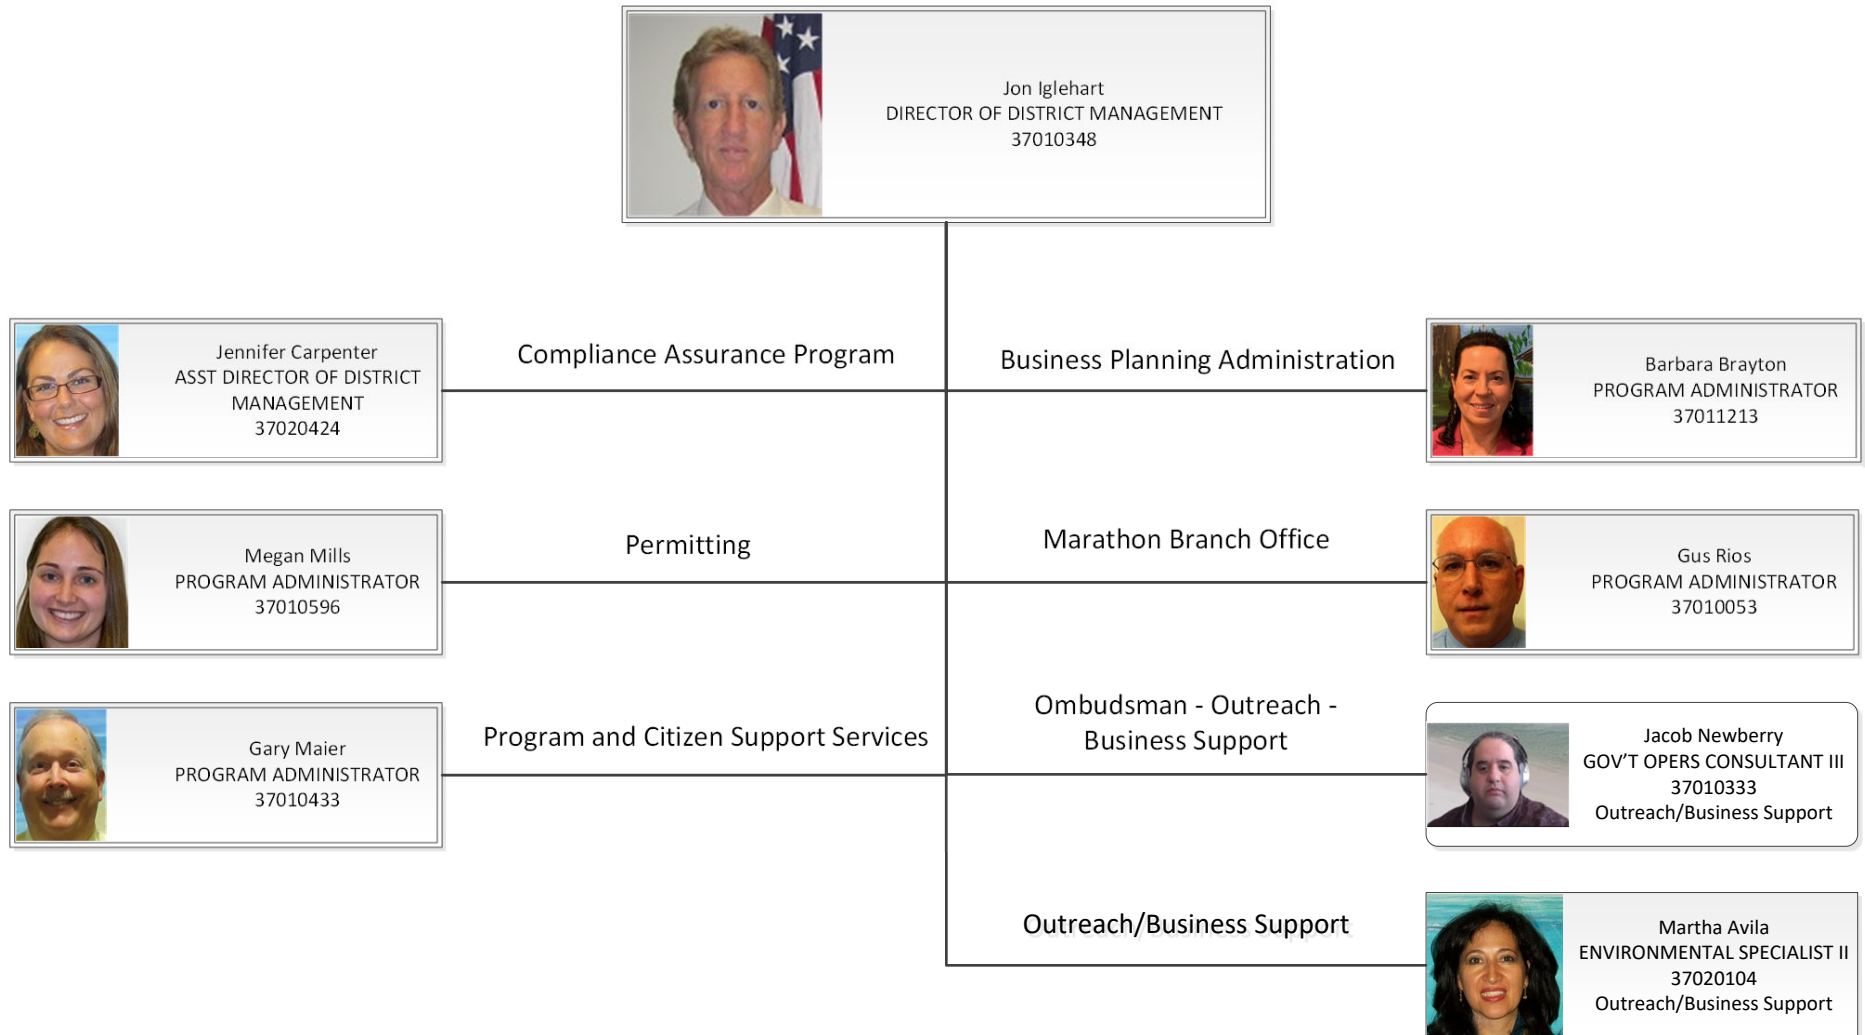 Jon Iglehart
DIRECTOR OF DISTRICT MANAGEMENT
37010348
Jennifer Carpenter
ASST DIRECTOR OF DISTRICT
MANAGEMENT
37020424
Compliance Assurance Program
Business Planning Administration
Barbara Brayton
PROGRAM ADMINISTRATOR
37011213
Megan Mills
PROGRAM ADMINISTRATOR
37010596
Permitting
Marathon Branch Office
Gus Rios
PROGRAM ADMINISTRATOR
37010053
Gary Maier
PROGRAM ADMINISTRATOR
37010433
Program and Citizen Support Services
Ombudsman - Outreach -
Business Support
Jacob Newberry
GOV’T OPERS CONSULTANT III
37010333
Outreach/Business Support
Outreach/Business Support
Martha Avila
ENVIRONMENTAL SPECIALIST II
37020104
Outreach/Business Support